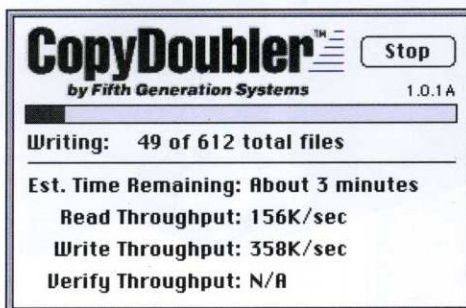 CopyDoubler™
Stop
by Fifth Generation Systems
1.0.1A
Writing: 49 of 612 total files
Est. Time Remaining: About 3 minutes
Read Throughput: 156K/sec
Write Throughput: 358K/sec
Verify Throughput: N/A